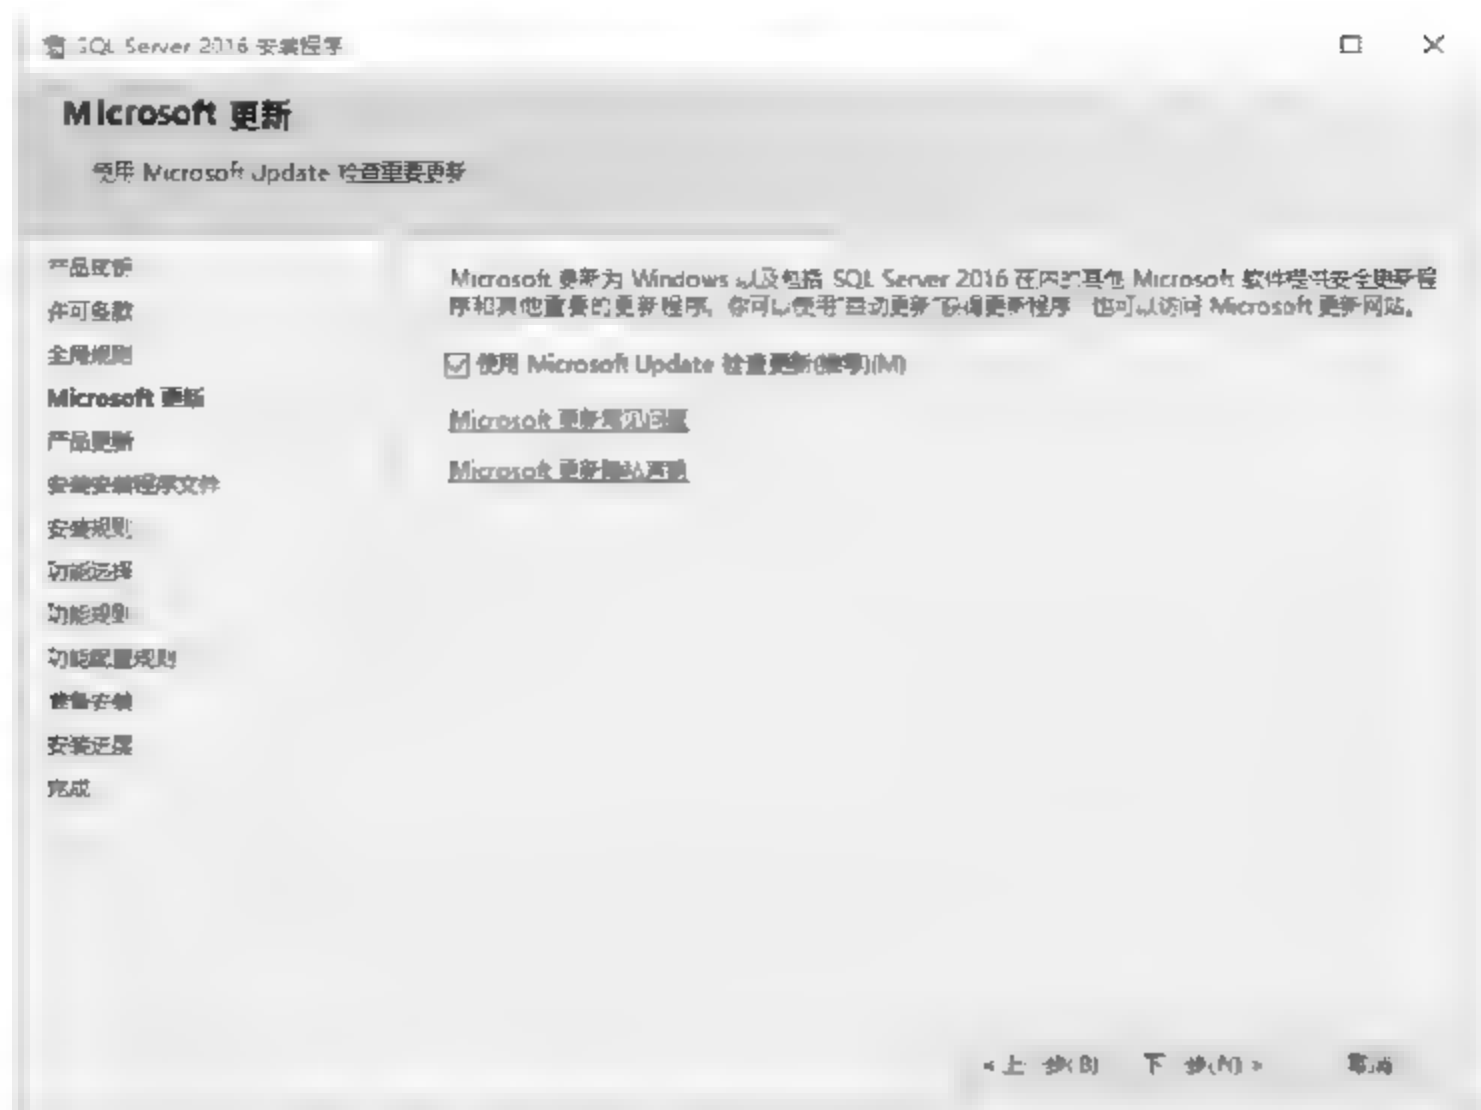 SQL Server 2016 安装程序
Microsoft 更新
使用 Microsoft Update 检查重要更新
产品密钥
许可条款
全局规则
Microsoft 更新
产品更新
安装安装程序文件
安装规则
功能选择
功能规则
功能配置规则
准备安装
安装进度
完成
Microsoft 更新为 Windows 以及包括 SQL Server 2016 在内的其他 Microsoft 软件提供安全更新程
序和其他重要的更新程序。你可以使用“自动更新”获得更新程序，也可以访问 Microsoft 更新网站。
使用 Microsoft Update 检查更新(推荐)(M)
Microsoft 更新常见问题
Microsoft 更新隐私声明
< 上一步(B)
下一步(N) >
取消